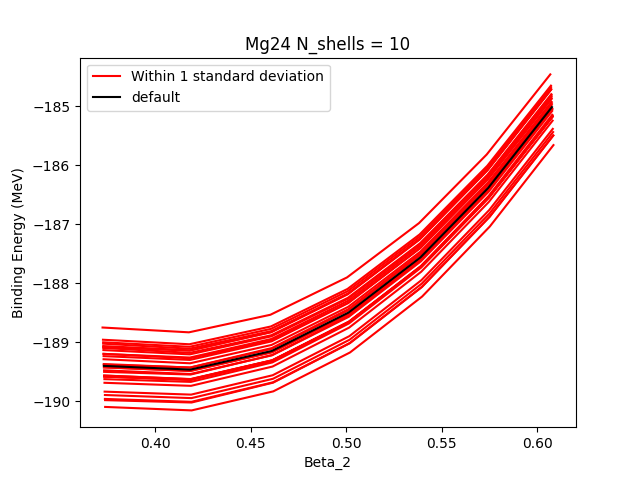 Mg24 N_shells = 10
Within 1 standard deviation
default
Binding Energy (MeV)
−185
−186
−187
−188
−189
−190
0.40 0.45 0.50 0.55 0.60
Beta_2